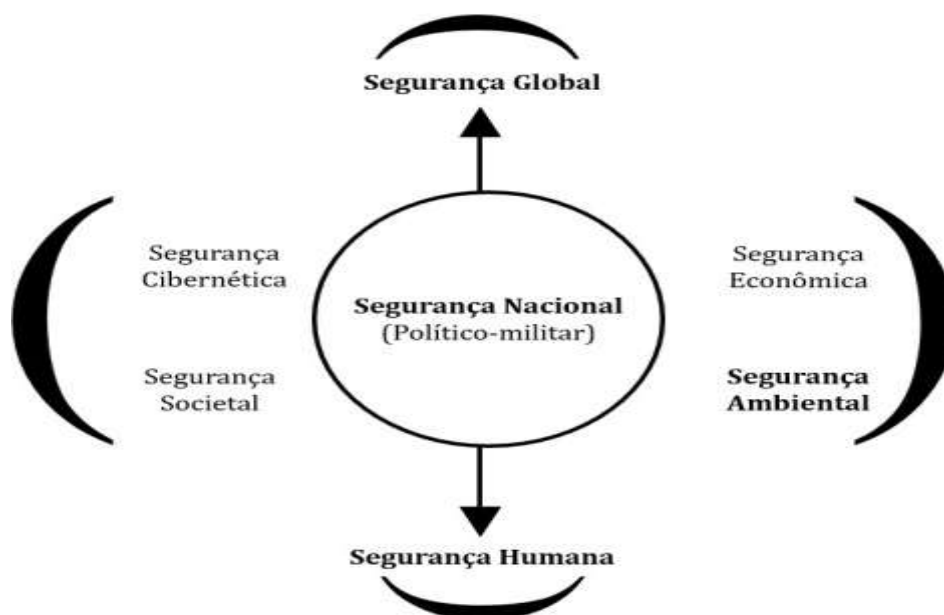 Segurança Global
Segurança
Cibernética
Segurança
Econômica
Segurança Nacional
(Político-militar)
Segurança
Societal
Segurança
Ambiental
Segurança Humana